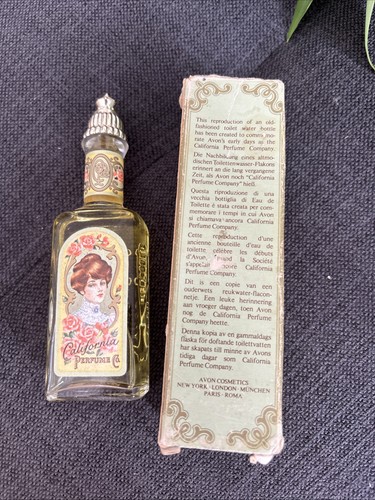 California
PERFUME Co.
This reproduction of an old-
fashioned toilet water bottle
has been created to commemo-
rate Avon's early days as the
California Perfume Company.
Die Nachbildung eines altmo-
dischen Toilettenwasser-Flakons
erinnert an die lang vergangene
Zeit, als Avon noch "California
Perfume Company" hieß.
Questa riproduzione di una
vecchia bottiglia di Eau de
Toilette è stata creata per com-
memorare i tempi in cui Avon
si chiamava ancora California
Perfume Company.
Cette reproduction d'une
ancienne bouteille d'eau de
toilette célèbre les débuts
d'Avon, quand la Société
s'appelait California
Perfume Company.
Dit is een copie van een
ouderwets reukwater-flacon-
netje. Een leuke herinnering
aan vroeger dagen, toen Avon
nog de California Perfume
Company heette.
Denna kopia av en gammaldags
flaska för doftande toilettvatten
har skapats till minne av Avons
tidiga dagar som California
Perfume Company.
AVON COSMETICS
NEW YORK · LONDON · MÜNCHEN
PARIS · ROMA